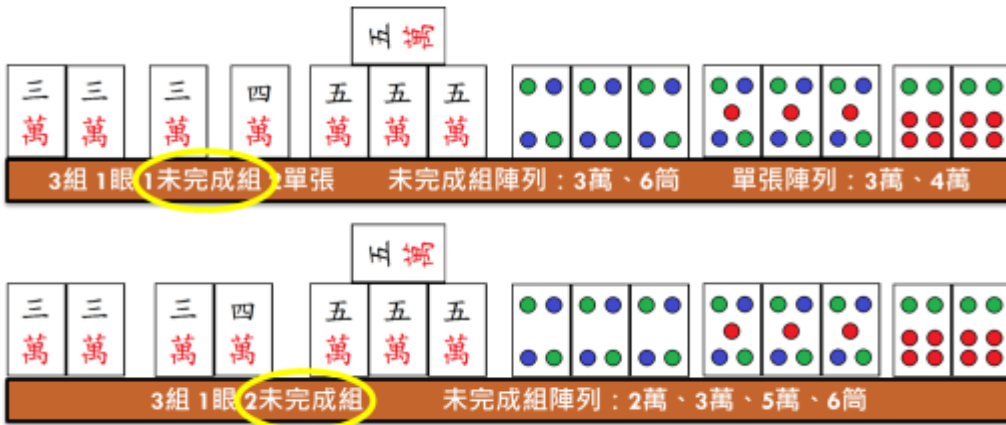 五萬
三萬 三萬 三萬 四萬 五萬 五萬 五萬
3組 1眼 1未完成組 2單張 未完成組陣列：3萬、6筒 單張陣列：3萬、4萬
五萬
三萬 三萬 三萬 四萬 五萬 五萬 五萬
3組 1眼 2未完成組 未完成組陣列：2萬、3萬、5萬、6筒